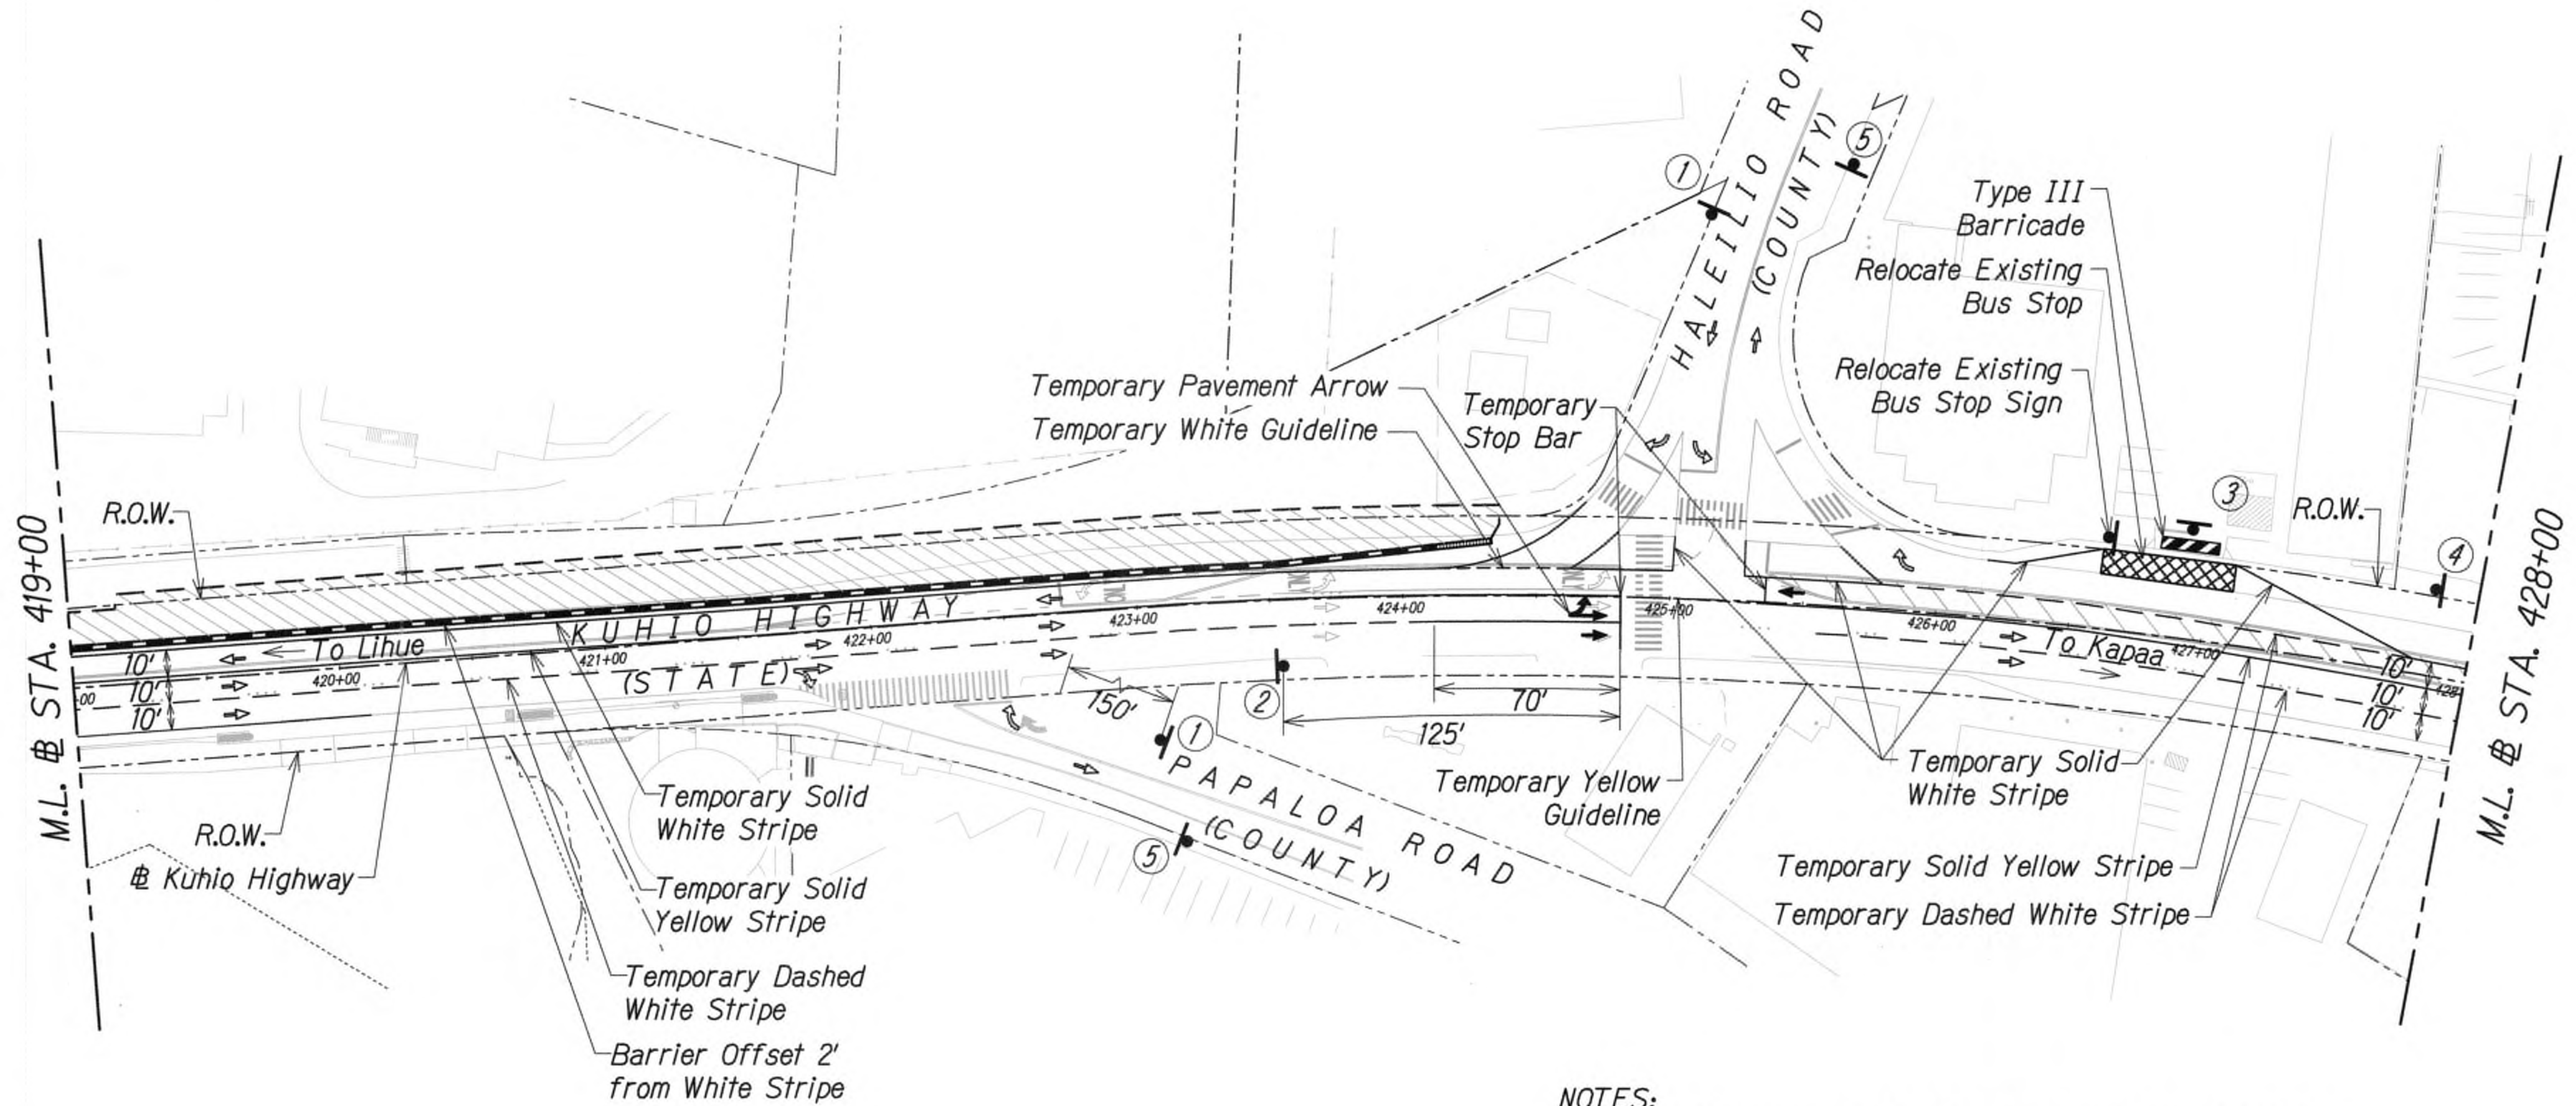 HALEILIO ROAD
(COUNTY)
1
5
Type III
Barricade
Relocate Existing
Bus Stop
Relocate Existing
Bus Stop Sign
Temporary Pavement Arrow
Temporary White Guideline
Temporary
Stop Bar
3
R.O.W.
4
R.O.W.
M.L. ⅊ STA. 419+00
M.L. ⅊ STA. 428+00
KUHIO HIGHWAY
(STATE)
To Lihue
To Kapaa
10'
10'
10'
00
420+00
421+00
422+00
423+00
424+00
425+00
426+00
427+00
428
10'
10'
10'
150'
70'
125'
2
1
5
PAPALOA ROAD
(COUNTY)
R.O.W.
⅊ Kuhio Highway
Temporary Solid
White Stripe
Temporary Solid
Yellow Stripe
Temporary Dashed
White Stripe
Barrier Offset 2'
from White Stripe
Temporary Yellow
Guideline
Temporary Solid
White Stripe
Temporary Solid Yellow Stripe
Temporary Dashed White Stripe
NOTES: